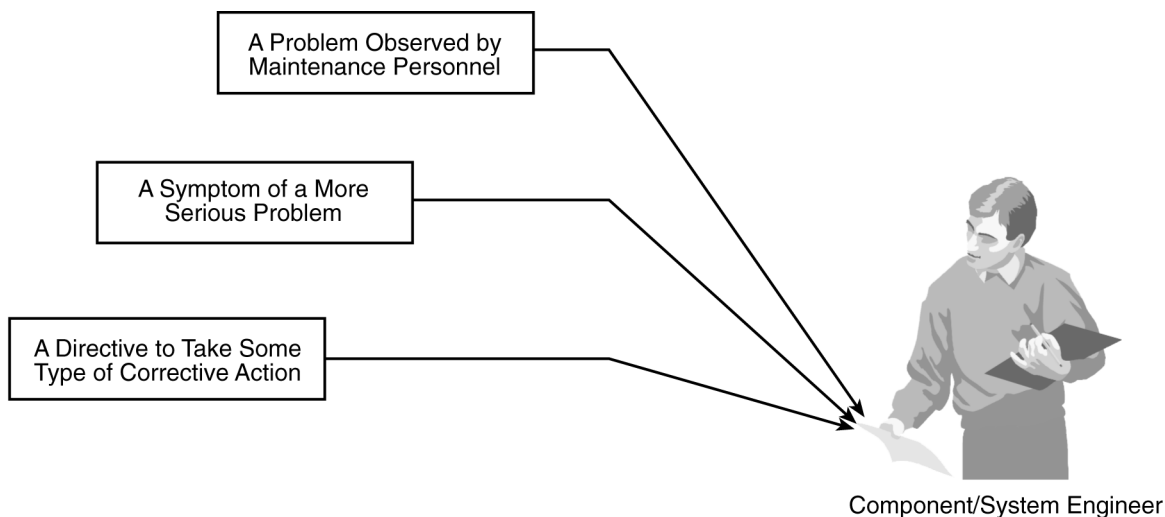 A Problem Observed by
Maintenance Personnel
A Symptom of a More
Serious Problem
A Directive to Take Some
Type of Corrective Action
Component/System Engineer